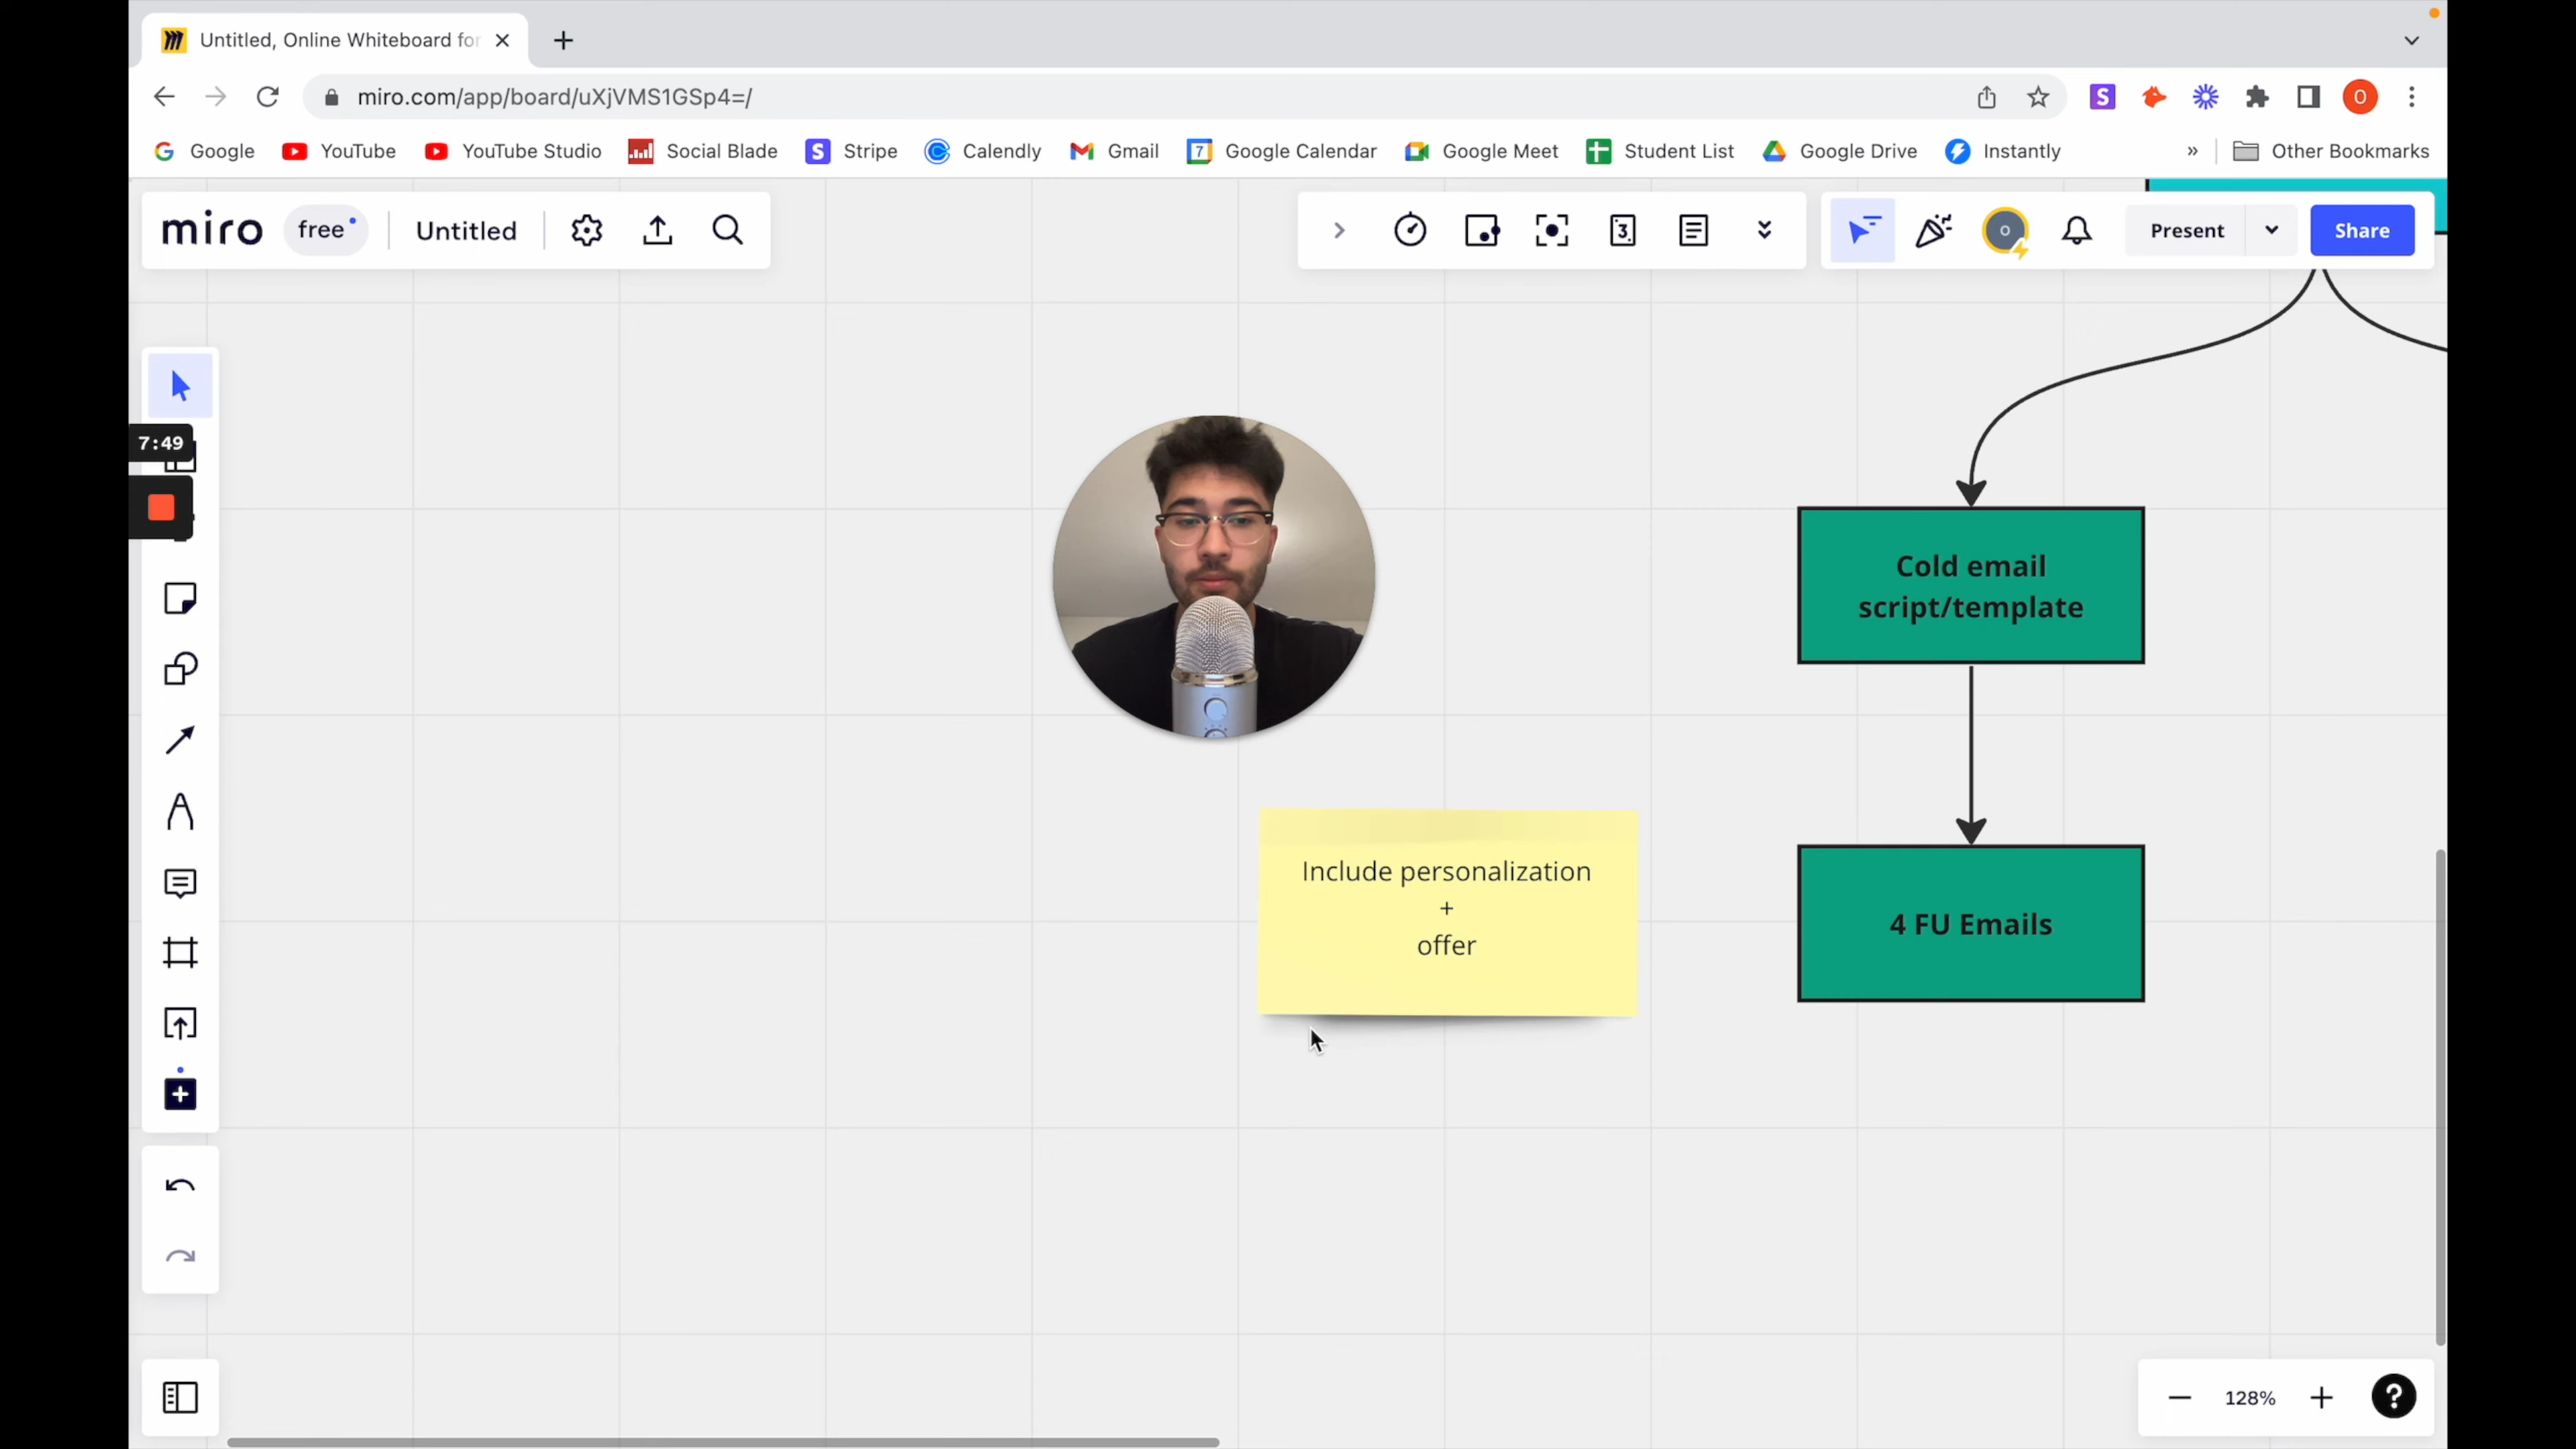 Untitled, Online Whiteboard for
miro.com/app/board/uXjVMS1GSp4=/
S
O
Google
YouTube
YouTube Studio
Social Blade
S Stripe
Calendly
Gmail
7 Google Calendar
Google Meet
Student List
Google Drive
Instantly
»
Other Bookmarks
miro
free
Untitled
3
O
Present
Share
7:49
Cold email
script/template
Include personalization
+
offer
4 FU Emails
128%
?